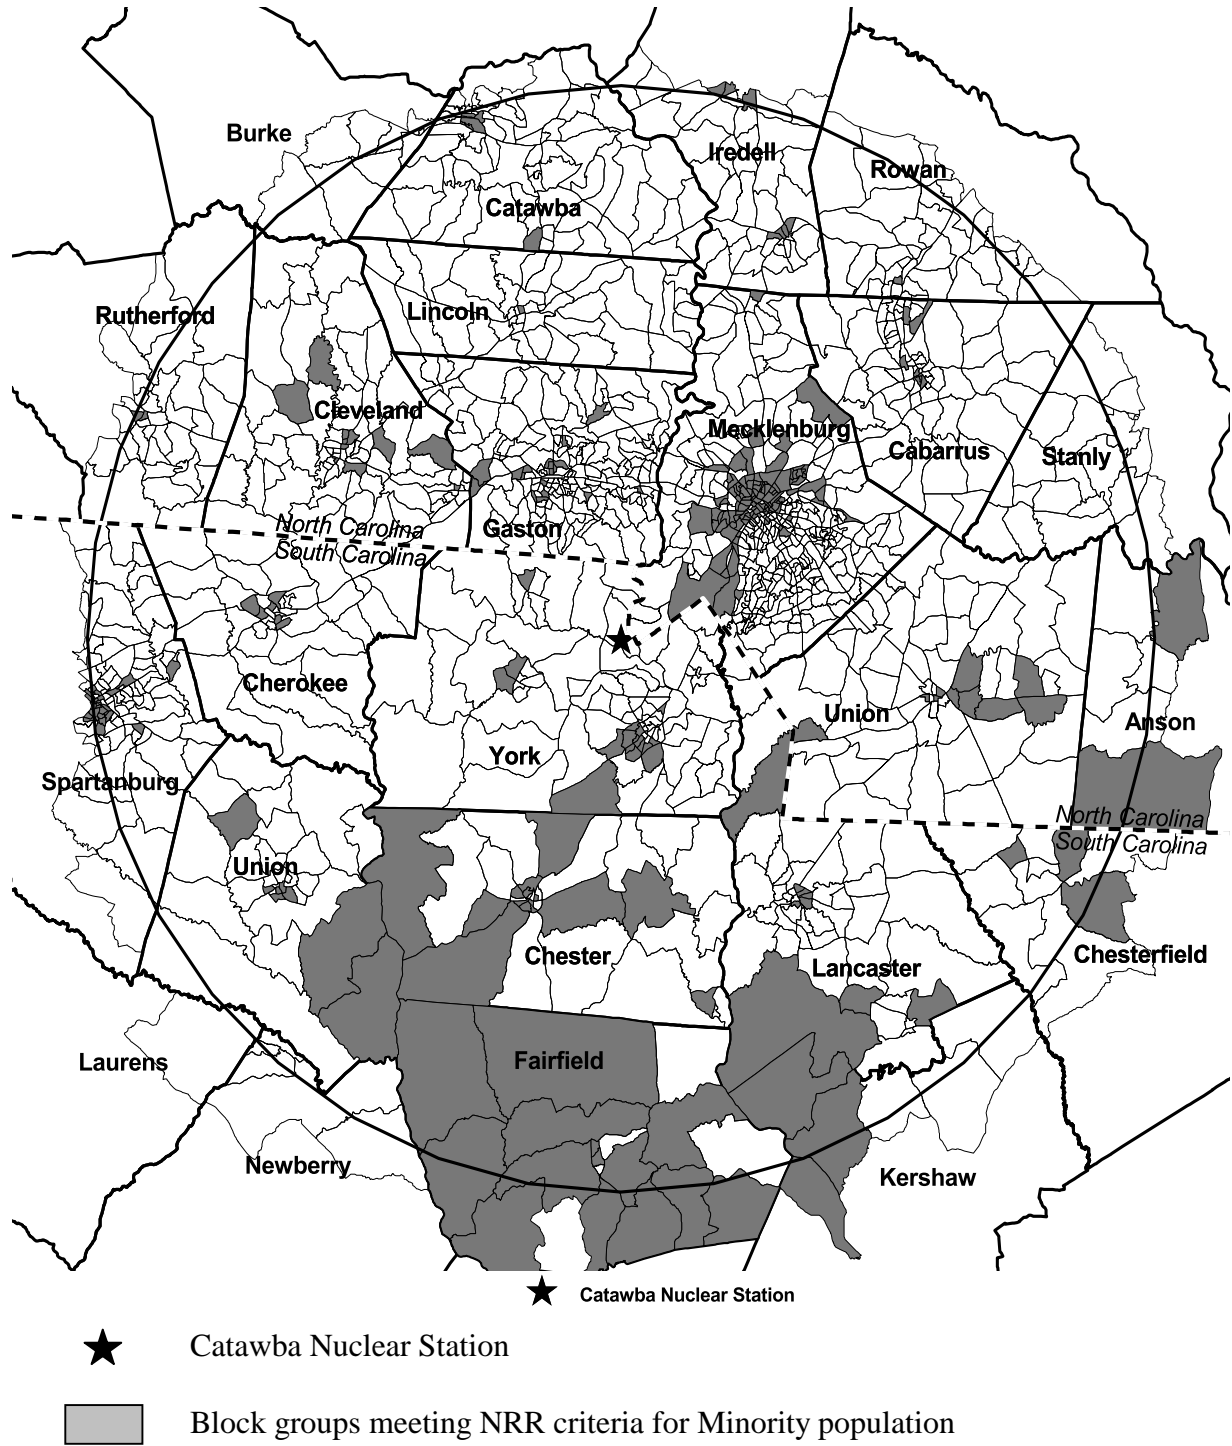 Burke
Iredell
Rowan
Catawba
Rutherford
Lincoln
Cleveland
Mecklenburg
Cabarrus
Stanly
North Carolina
Gaston
South Carolina
Cherokee
Union
Anson
York
Spartanburg
North Carolina
South Carolina
Union
Chester
Chesterfield
Lancaster
Laurens
Fairfield
Newberry
Kershaw
Catawba Nuclear Station
Catawba Nuclear Station
Block groups meeting NRR criteria for Minority population